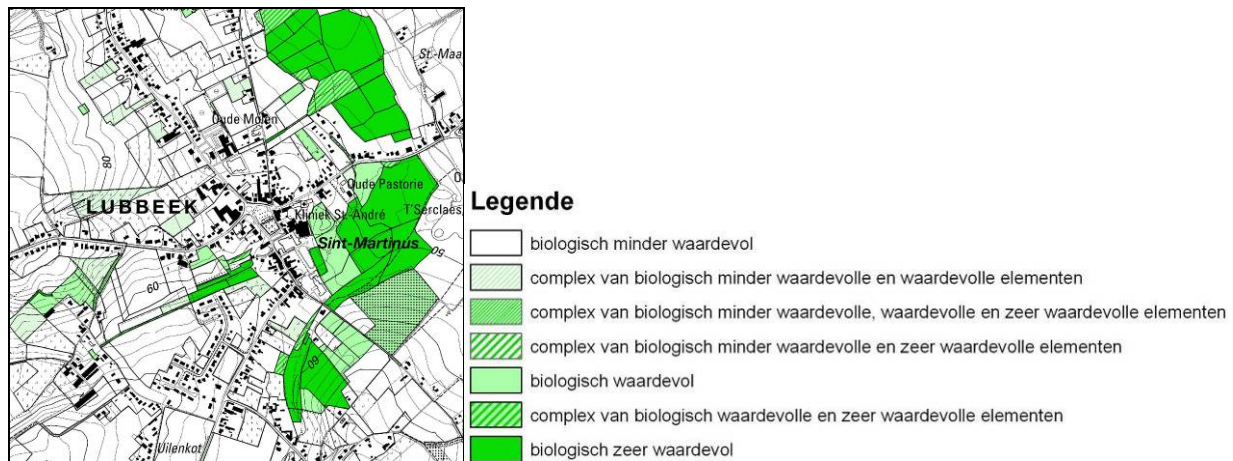 St.-Maa
Oude Molen
80
Oude Pastorie
LUBBEEK
Kliniek St.-André
T'Serclaes
Sint-Martinus
50
60
60
Uilenkot
Legende
biologisch minder waardevol
complex van biologisch minder waardevolle en waardevolle elementen
complex van biologisch minder waardevolle, waardevolle en zeer waardevolle elementen
complex van biologisch minder waardevolle en zeer waardevolle elementen
biologisch waardevol
complex van biologisch waardevolle en zeer waardevolle elementen
biologisch zeer waardevol